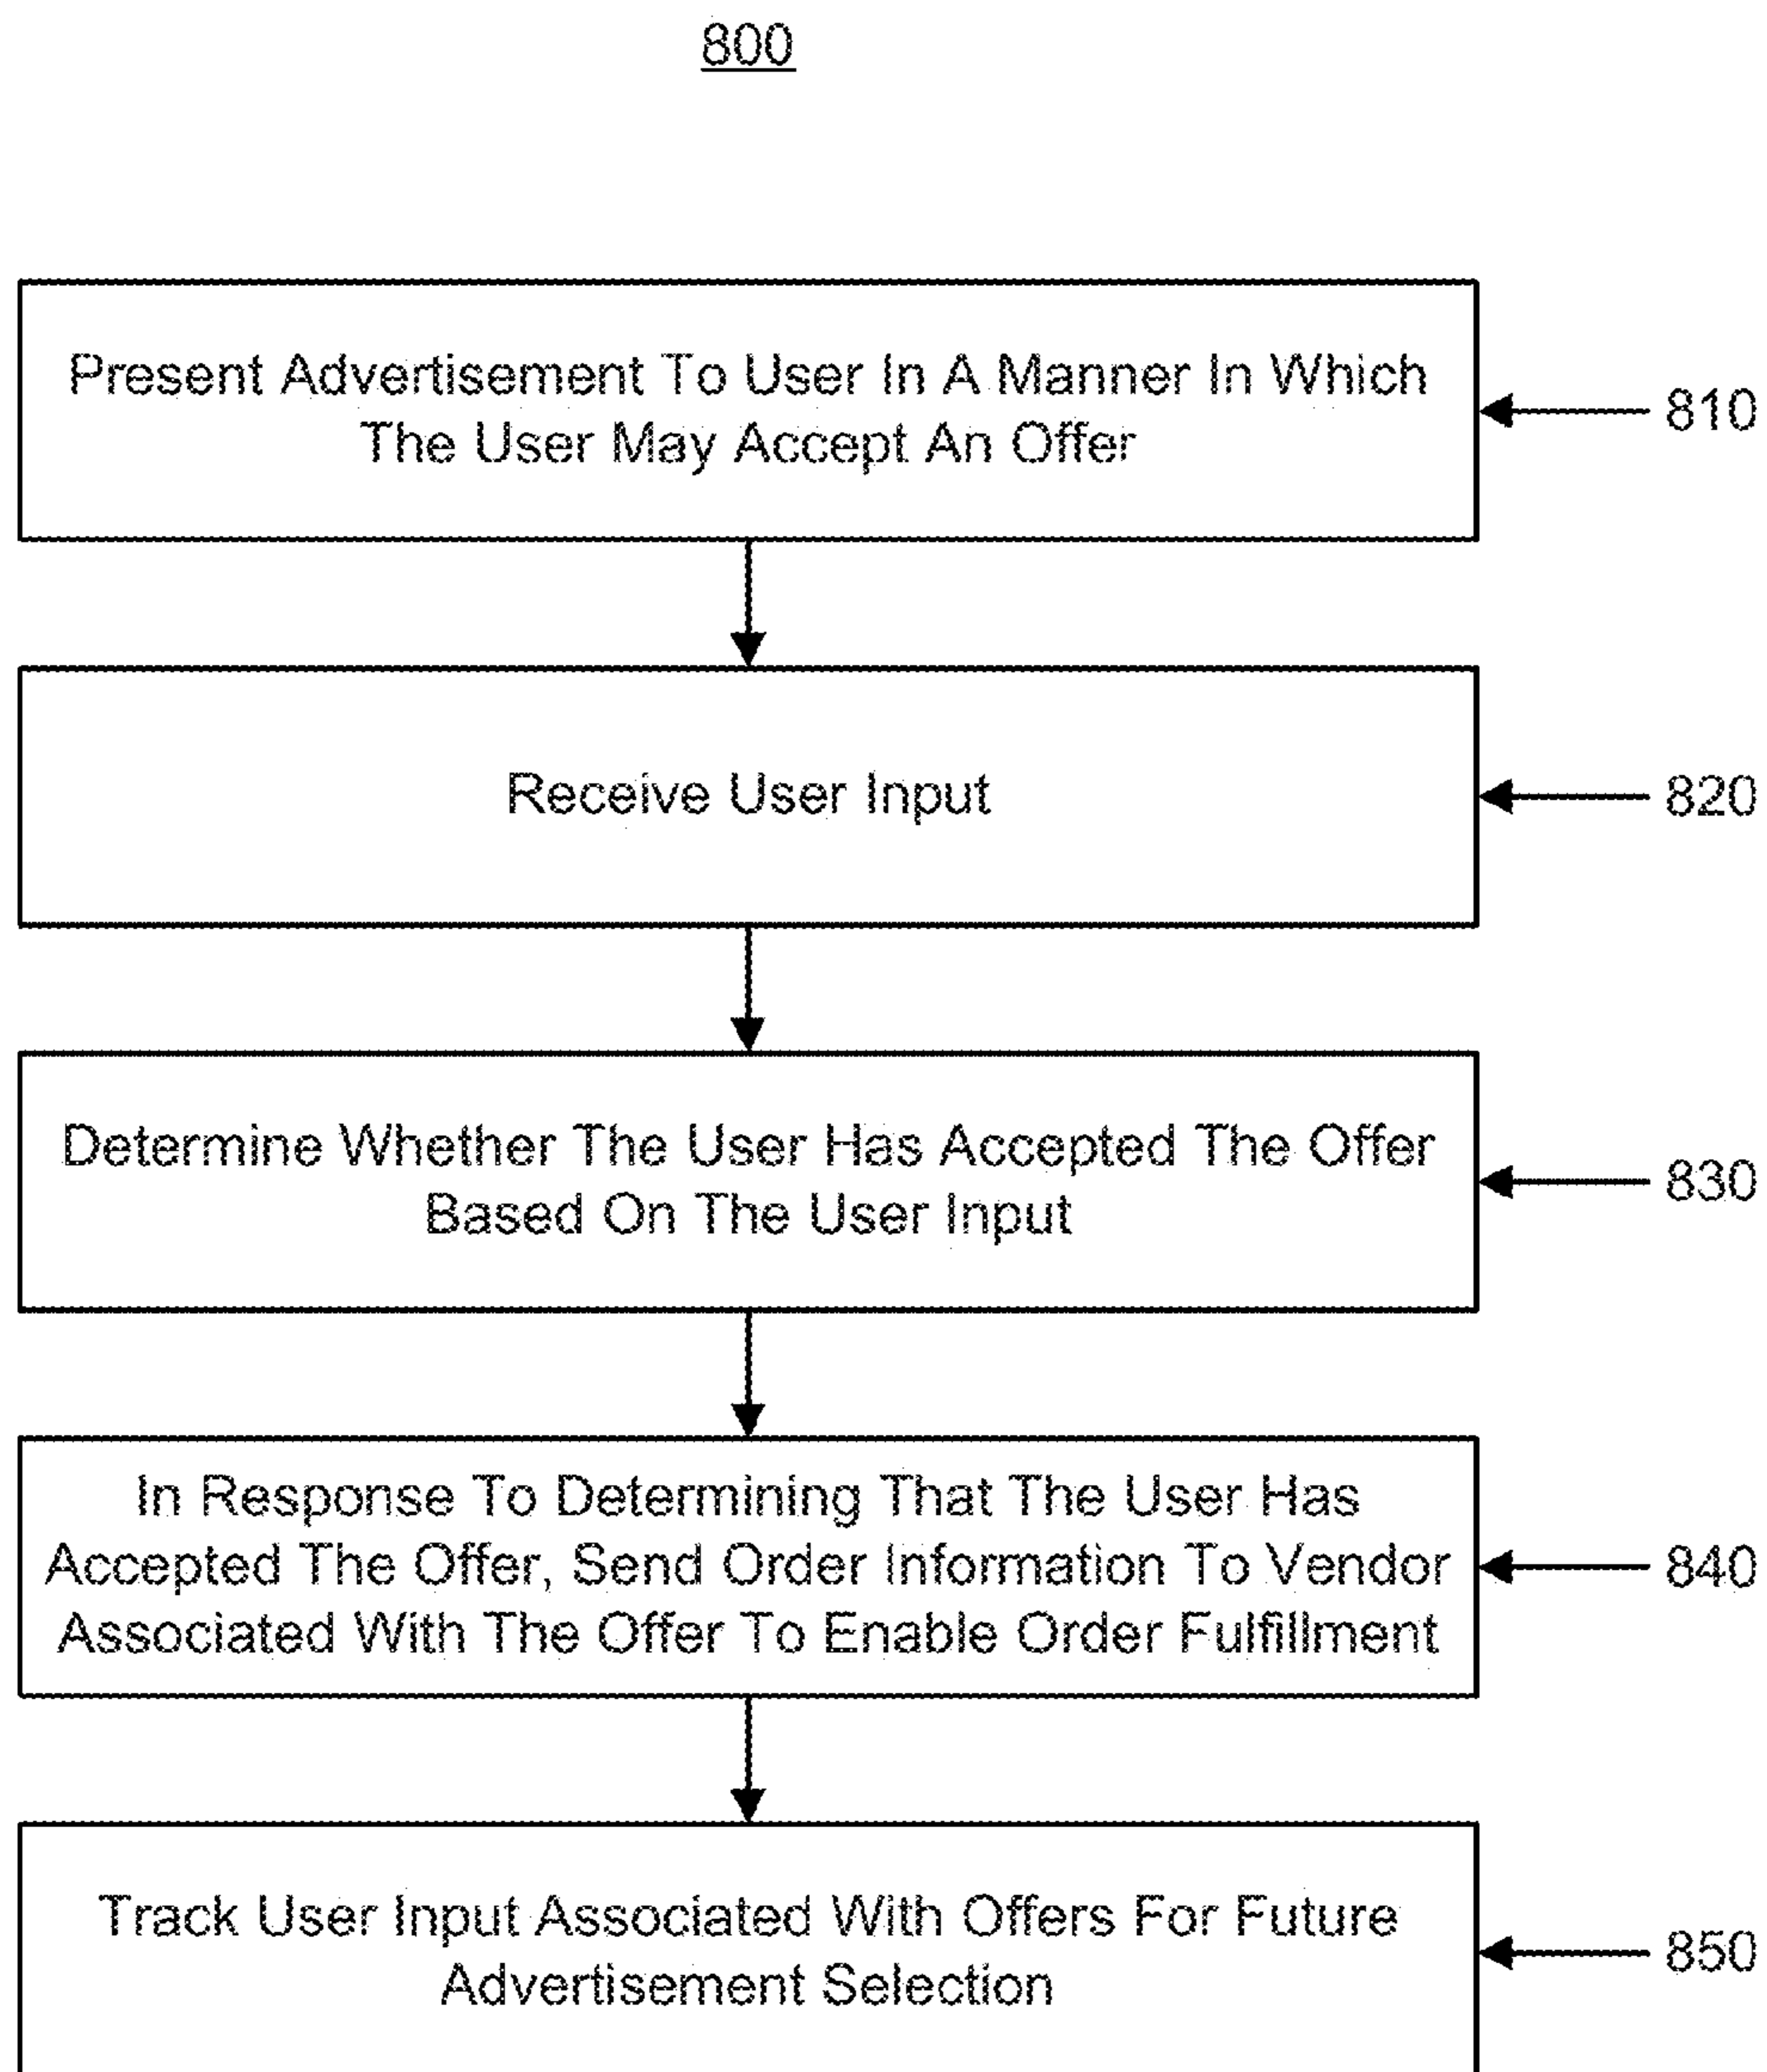 800
Present Advertisement To User In A Manner In Which
The User May Accept An Offer
810
Receive User Input
820
Determine Whether The User Has Accepted The Offer
Based On The User Input
830
In Response To Determining That The User Has
Accepted The Offer, Send Order Information To Vendor
Associated With The Offer To Enable Order Fulfillment
840
Track User Input Associated With Offers For Future
Advertisement Selection
850